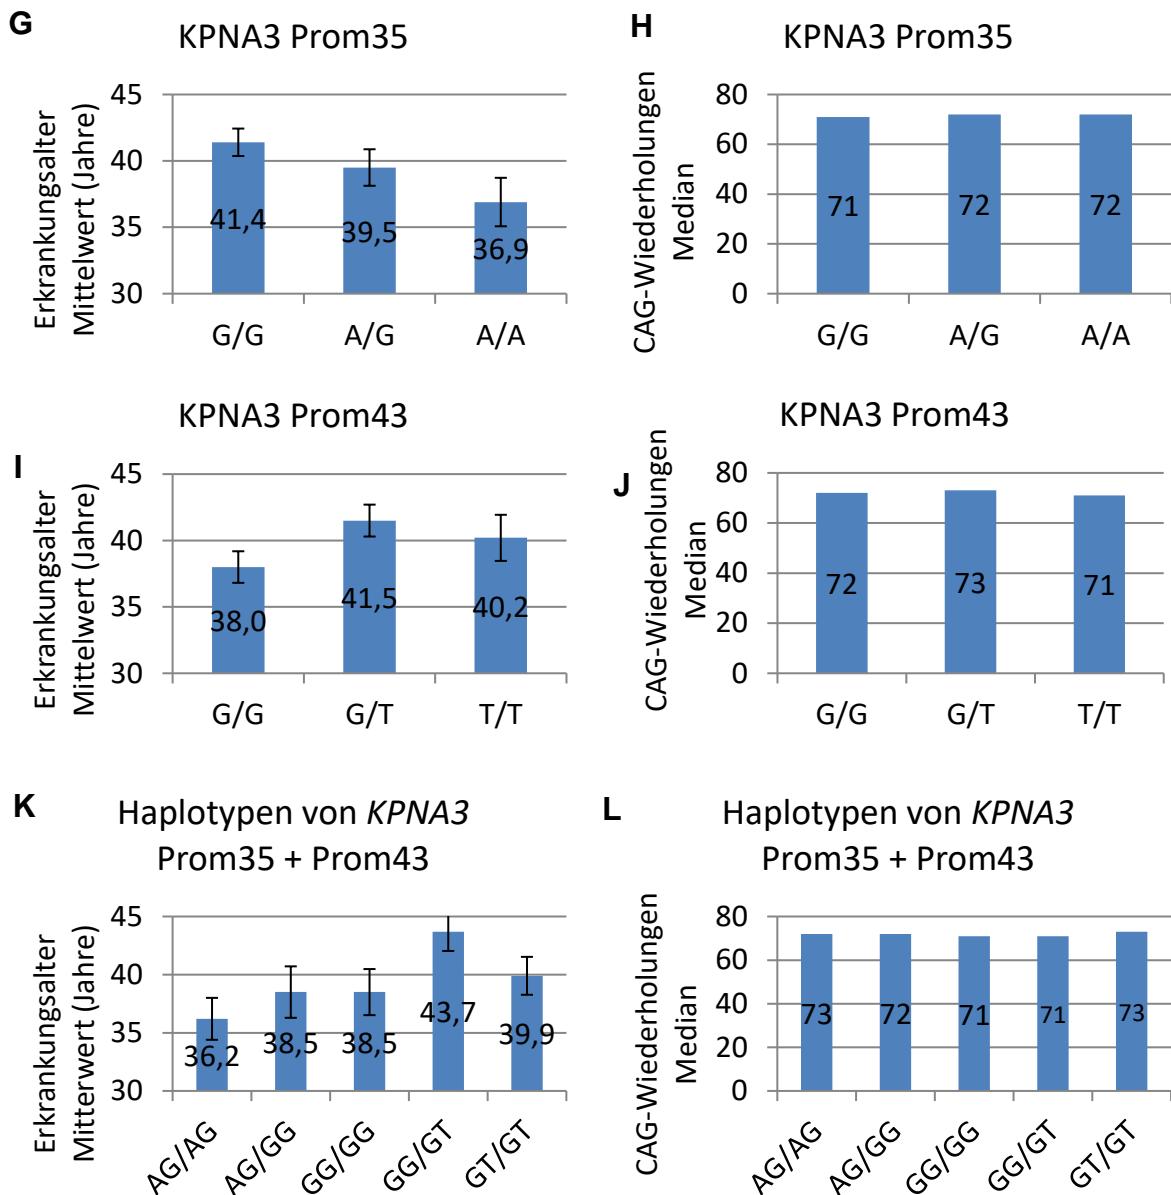 G
KPNA3 Prom35
Erkrankungsalter
Mittelwert (Jahre)
45
40
35
30
41,4
39,5
36,9
G/G
A/G
A/A
H
KPNA3 Prom35
CAG-Wiederholungen
Median
80
60
40
20
0
71
72
72
G/G
A/G
A/A
I
KPNA3 Prom43
Erkrankungsalter
Mittelwert (Jahre)
45
40
35
30
38,0
41,5
40,2
G/G
G/T
T/T
J
KPNA3 Prom43
CAG-Wiederholungen
Median
80
60
40
20
0
72
73
71
G/G
G/T
T/T
K
Haplotypen von KPNA3
Prom35 + Prom43
Erkrankungsalter
Mitterwert (Jahre)
45
40
35
30
36,2
38,5
38,5
43,7
39,9
AG/AG
AG/GG
GG/GG
GG/GT
GT/GT
L
Haplotypen von KPNA3
Prom35 + Prom43
CAG-Wiederholungen
Median
80
60
40
20
0
73
72
71
71
73
AG/AG
AG/GG
GG/GG
GG/GT
GT/GT